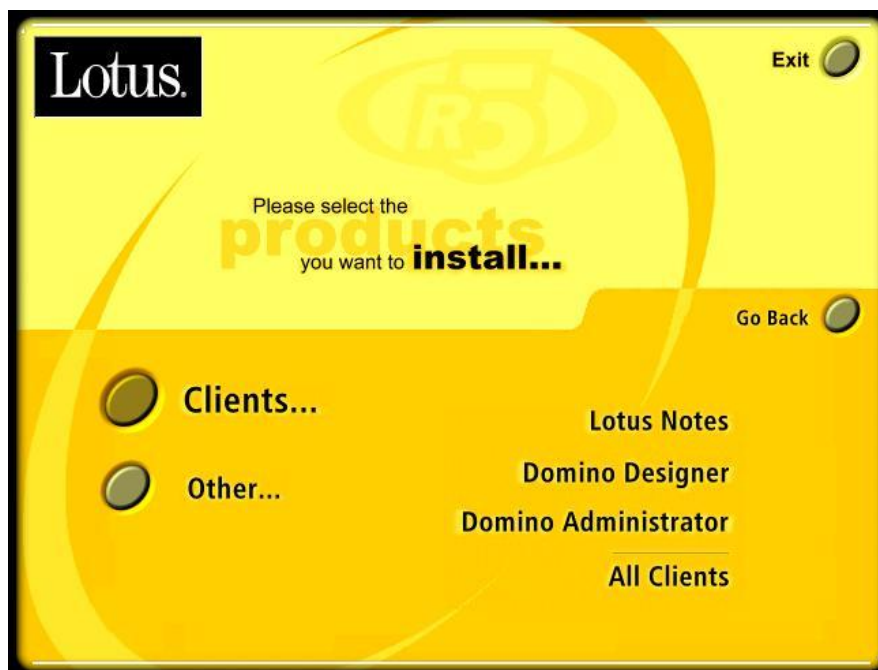 Lotus.
Exit
R5
Please select the
products
you want to install...
Go Back
Clients...
Other...
Lotus Notes
Domino Designer
Domino Administrator
All Clients